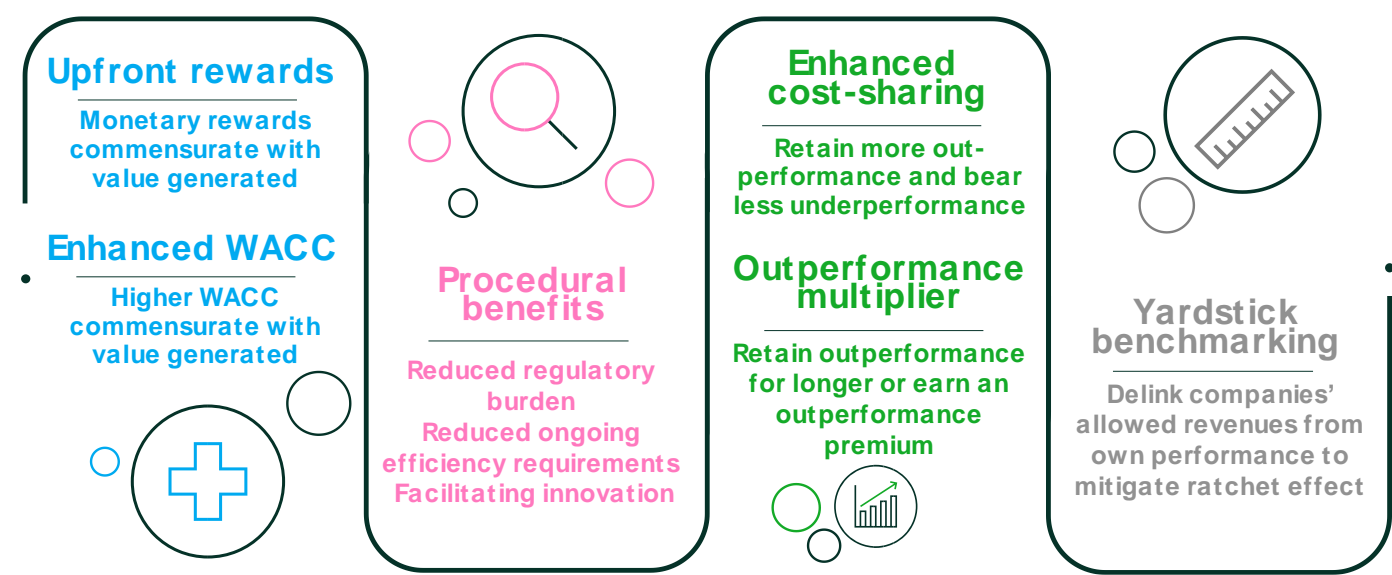 Upfront rewards
Monetary rewards
commensurate with
value generated
Enhanced WACC
Higher WACC
commensurate with
value generated
Procedural
benefits
Reduced regulatory
burden
Reduced ongoing
efficiency requirements
Facilitating innovation
Enhanced
cost-sharing
Retain more out-
performance and bear
less underperformance
Outperformance
multiplier
Retain outperformance
for longer or earn an
outperformance
premium
Yardstick
benchmarking
Delink companies’
allowed revenues from
own performance to
mitigate ratchet effect